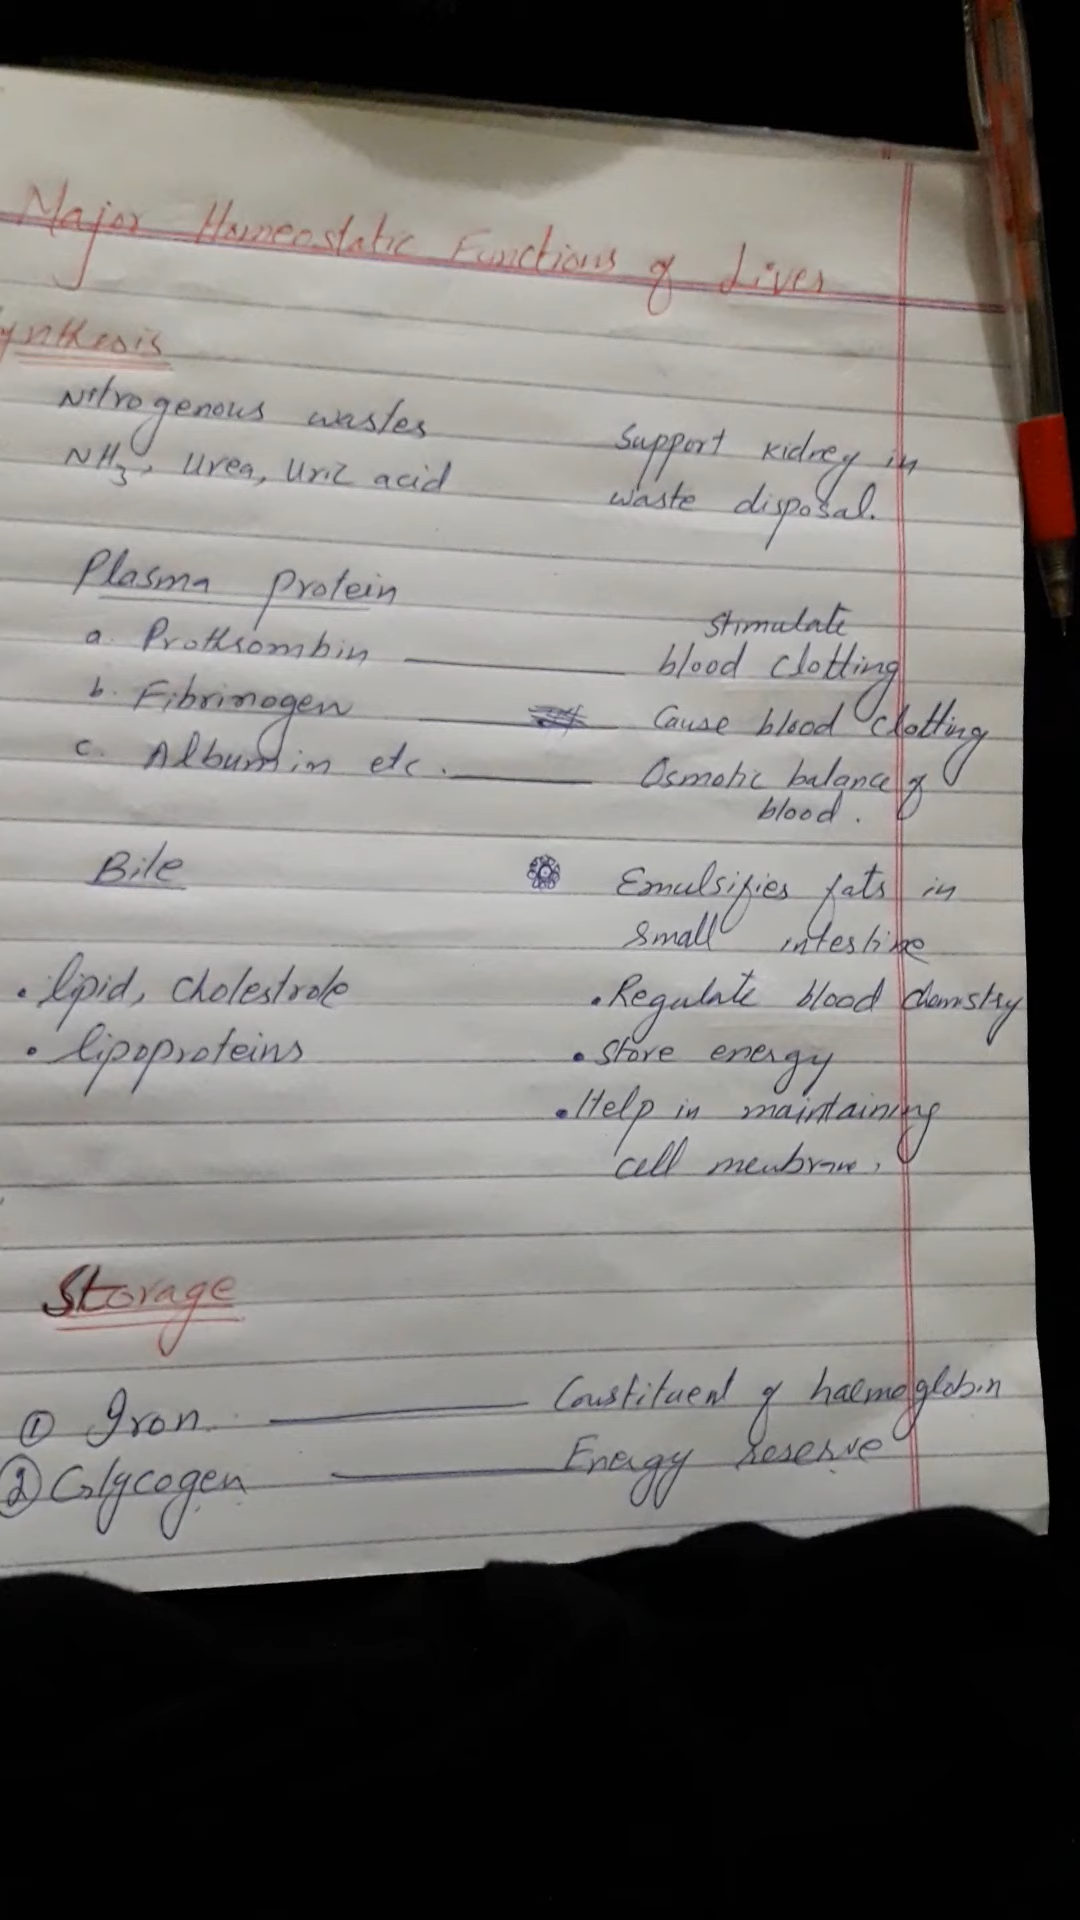 Major Homeostatic Functions of Liver
ynthesis
Nitrogenous wastes
NH3, Urea, Uric acid
Support kidney in
waste disposal.
Plasma protein
a. Prothrombin
stimulate
blood clotting
b. Fibrinogen
Cause blood clotting
c. Albumin etc.
Osmotic balance of
blood.
Bile
Emulsifies fats in
small intestine
• lipid, Cholestrole
• Regulate blood chemstry
• lipoproteins
• Store energy
• Help in maintaining
cell menbrane.
Storage
① Iron
Constituent of haemoglobin
② Glycogen
Energy reserve